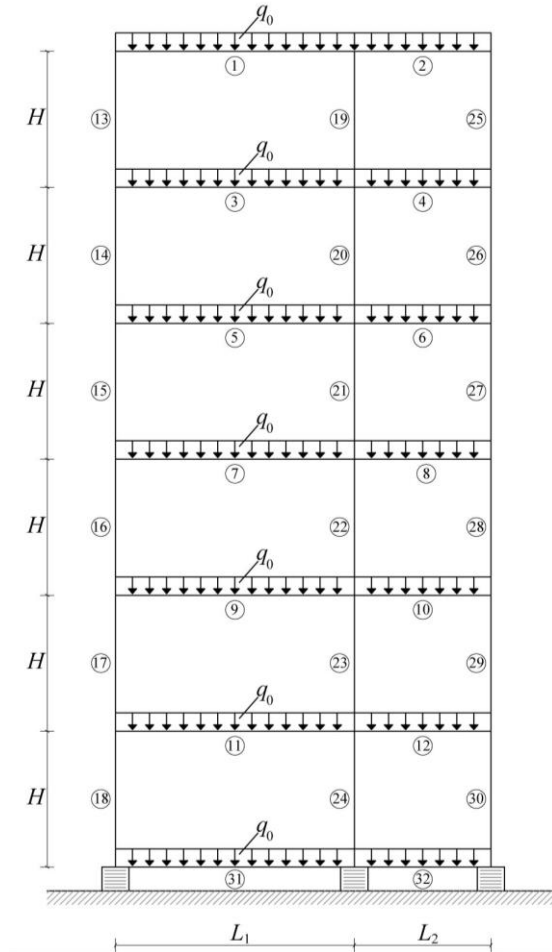 q₀
① ②
H ⑬ ⑲ ㉕
q₀
③ ④
H ⑭ ⑳ ㉖
q₀
⑤ ⑥
H ⑮ ㉑ ㉗
q₀
⑦ ⑧
H ⑯ ㉒ ㉘
q₀
⑨ ⑩
H ⑰ ㉓ ㉙
q₀
⑪ ⑫
H ⑱ ㉔ ㉚
q₀
㉛ ㉜
L₁ L₂